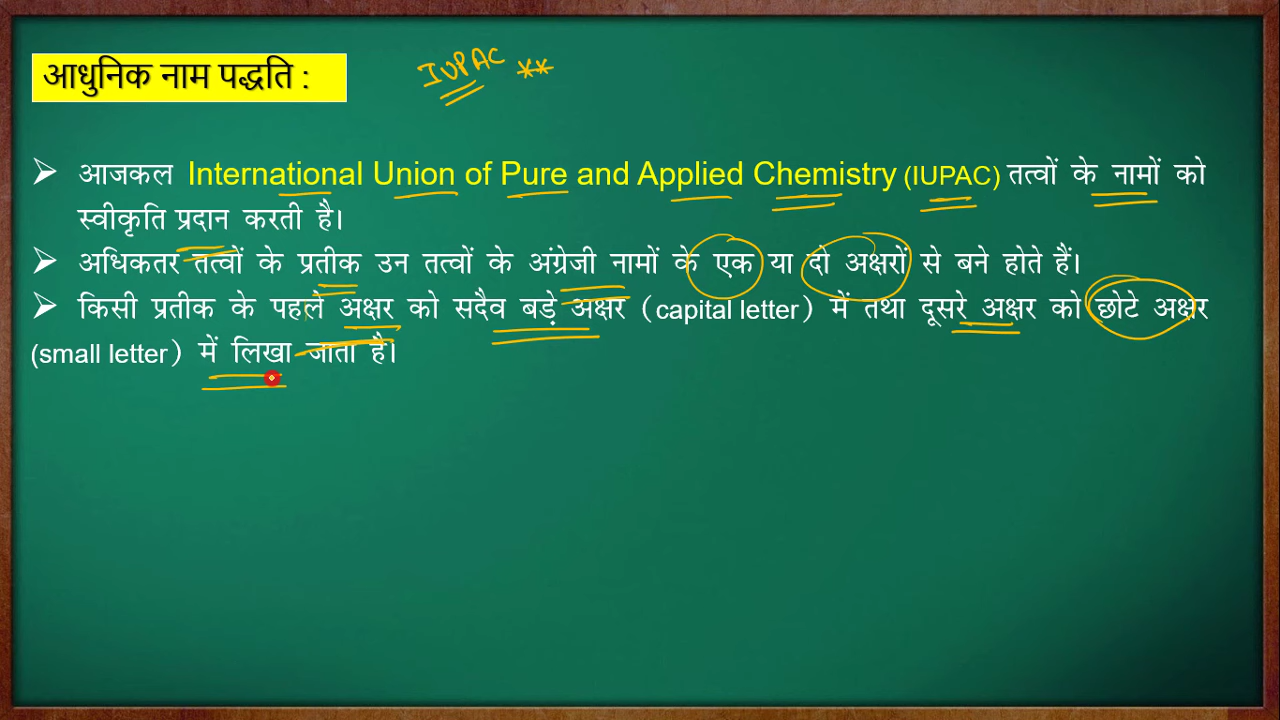 आधुनिक नाम पद्धति :
IUPAC **
➢ आजकल International Union of Pure and Applied Chemistry (IUPAC) तत्वों के नामों को
स्वीकृति प्रदान करती है।
➢ अधिकतर तत्वों के प्रतीक उन तत्वों के अंग्रेजी नामों के एक या दो अक्षरों से बने होते हैं।
➢ किसी प्रतीक के पहले अक्षर को सदैव बड़े अक्षर (capital letter) में तथा दूसरे अक्षर को छोटे अक्षर
(small letter) में लिखा जाता है।